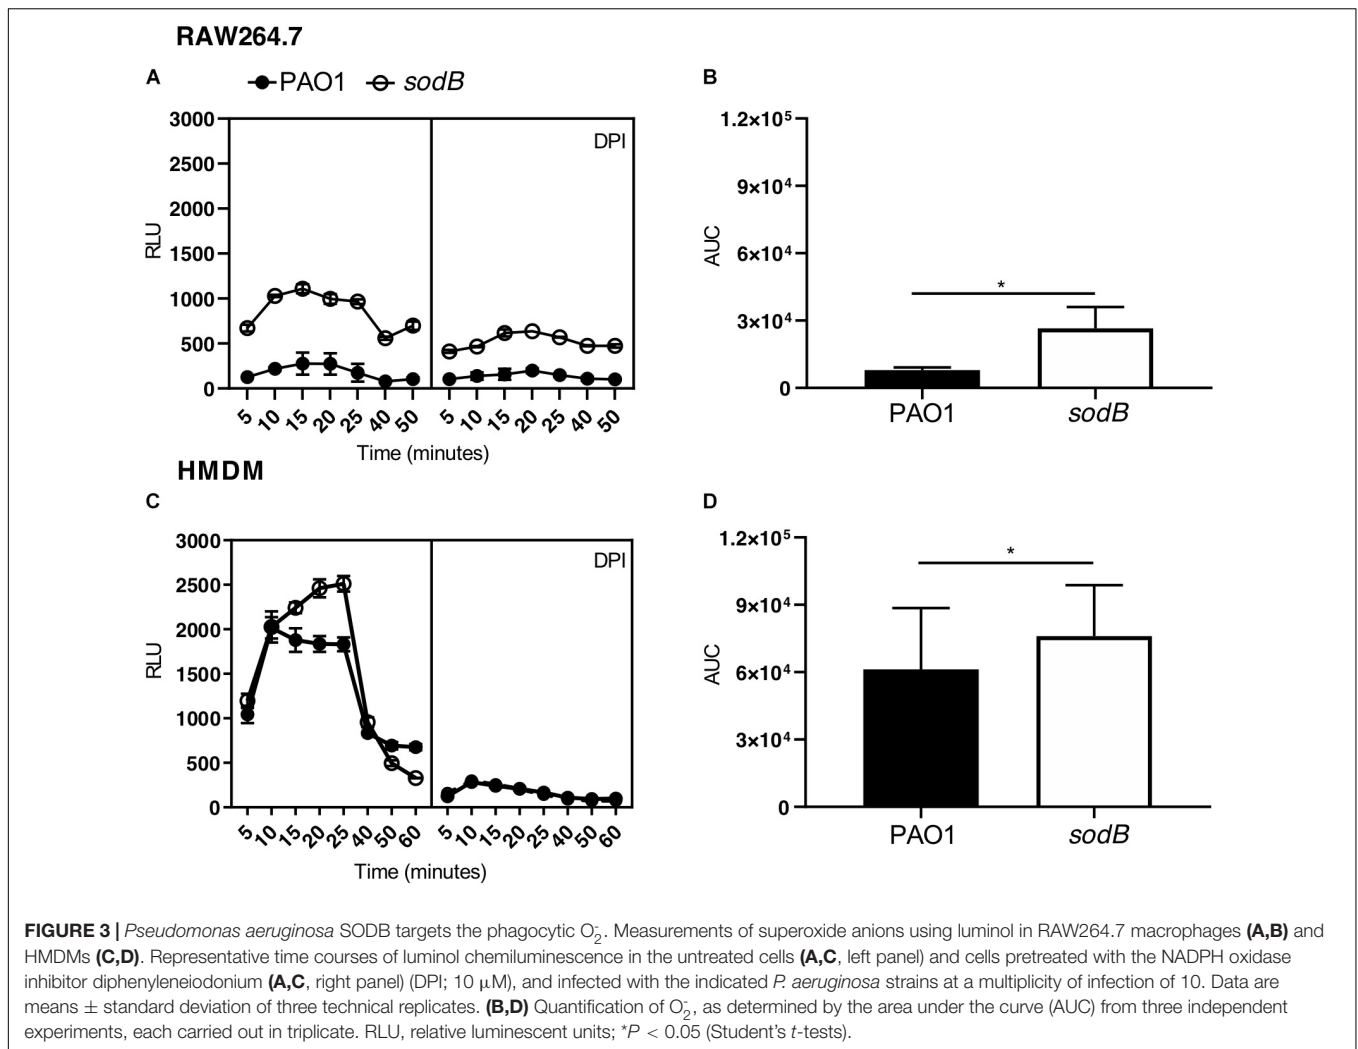 RAW264.7
A
PAO1 sodB
3000
2500
2000
1500
1000
500
0
RLU
DPI
5 10 15 20 25 40 50 5 10 15 20 25 40 50
Time (minutes)
B
1.2×10⁵
9×10⁴
6×10⁴
3×10⁴
0
AUC
*
PAO1 sodB
HMDM
C
3000
2500
2000
1500
1000
500
0
RLU
DPI
5 10 15 20 25 40 50 60 5 10 15 20 25 40 50 60
Time (minutes)
D
1.2×10⁵
9×10⁴
6×10⁴
3×10⁴
0
AUC
*
PAO1 sodB
FIGURE 3 | Pseudomonas aeruginosa SODB targets the phagocytic O₂⁻. Measurements of superoxide anions using luminol in RAW264.7 macrophages (A,B) and
HMDMs (C,D). Representative time courses of luminol chemiluminescence in the untreated cells (A,C, left panel) and cells pretreated with the NADPH oxidase
inhibitor diphenyleneiodonium (A,C, right panel) (DPI; 10 μM), and infected with the indicated P. aeruginosa strains at a multiplicity of infection of 10. Data are
means ± standard deviation of three technical replicates. (B,D) Quantification of O₂⁻, as determined by the area under the curve (AUC) from three independent
experiments, each carried out in triplicate. RLU, relative luminescent units; *P < 0.05 (Student's t-tests).